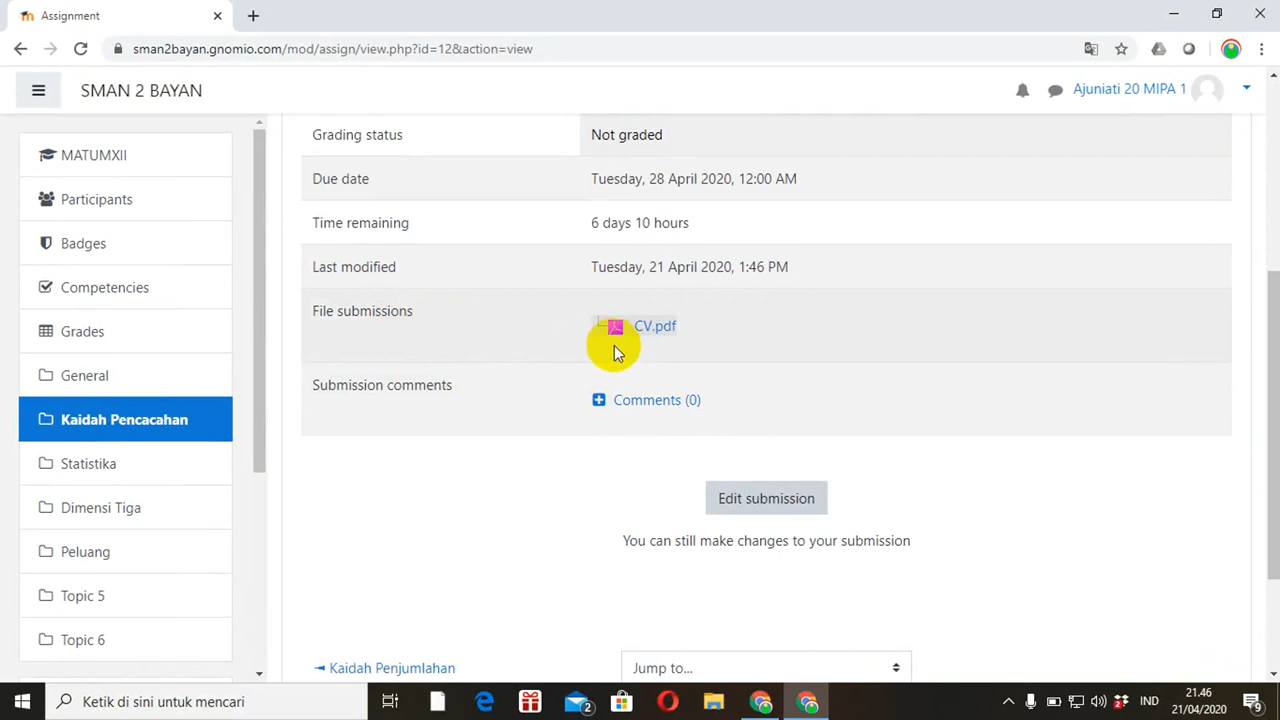 Assignment
sman2bayan.gnomio.com/mod/assign/view.php?id=12&action=view
SMAN 2 BAYAN
Ajuniati 20 MIPA 1
MATUMXII
Participants
Badges
Competencies
Grades
General
Kaidah Pencacahan
Statistika
Dimensi Tiga
Peluang
Topic 5
Topic 6
Grading status
Not graded
Due date
Tuesday, 28 April 2020, 12:00 AM
Time remaining
6 days 10 hours
Last modified
Tuesday, 21 April 2020, 1:46 PM
File submissions
CV.pdf
Submission comments
Comments (0)
Edit submission
You can still make changes to your submission
◄ Kaidah Penjumlahan
Jump to...
Ketik di sini untuk mencari
2
IND
21.46
21/04/2020
9